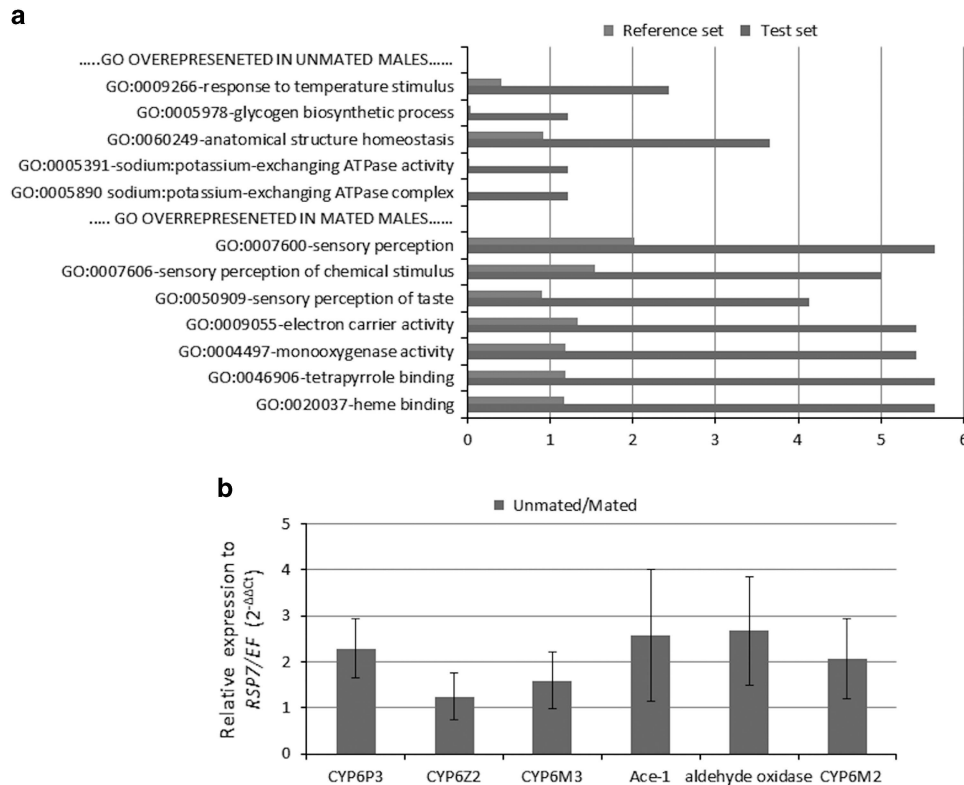 a
Reference set Test set
.....GO OVEREPRESENETED IN UNMATED MALES......
GO:0009266-response to temperature stimulus
GO:0005978-glycogen biosynthetic process
GO:0060249-anatomical structure homeostasis
GO:0005391-sodium:potassium-exchanging ATPase activity
GO:0005890 sodium:potassium-exchanging ATPase complex
..... GO OVERREPRESENETED IN MATED MALES......
GO:0007600-sensory perception
GO:0007606-sensory perception of chemical stimulus
GO:0050909-sensory perception of taste
GO:0009055-electron carrier activity
GO:0004497-monooxygenase activity
GO:0046906-tetrapyrrole binding
GO:0020037-heme binding
0 1 2 3 4 5 6
b
Unmated/Mated
Relative expression to
RSP7/EF (2-ΔΔCt)
5
4
3
2
1
0
CYP6P3 CYP6Z2 CYP6M3 Ace-1 aldehyde oxidase CYP6M2